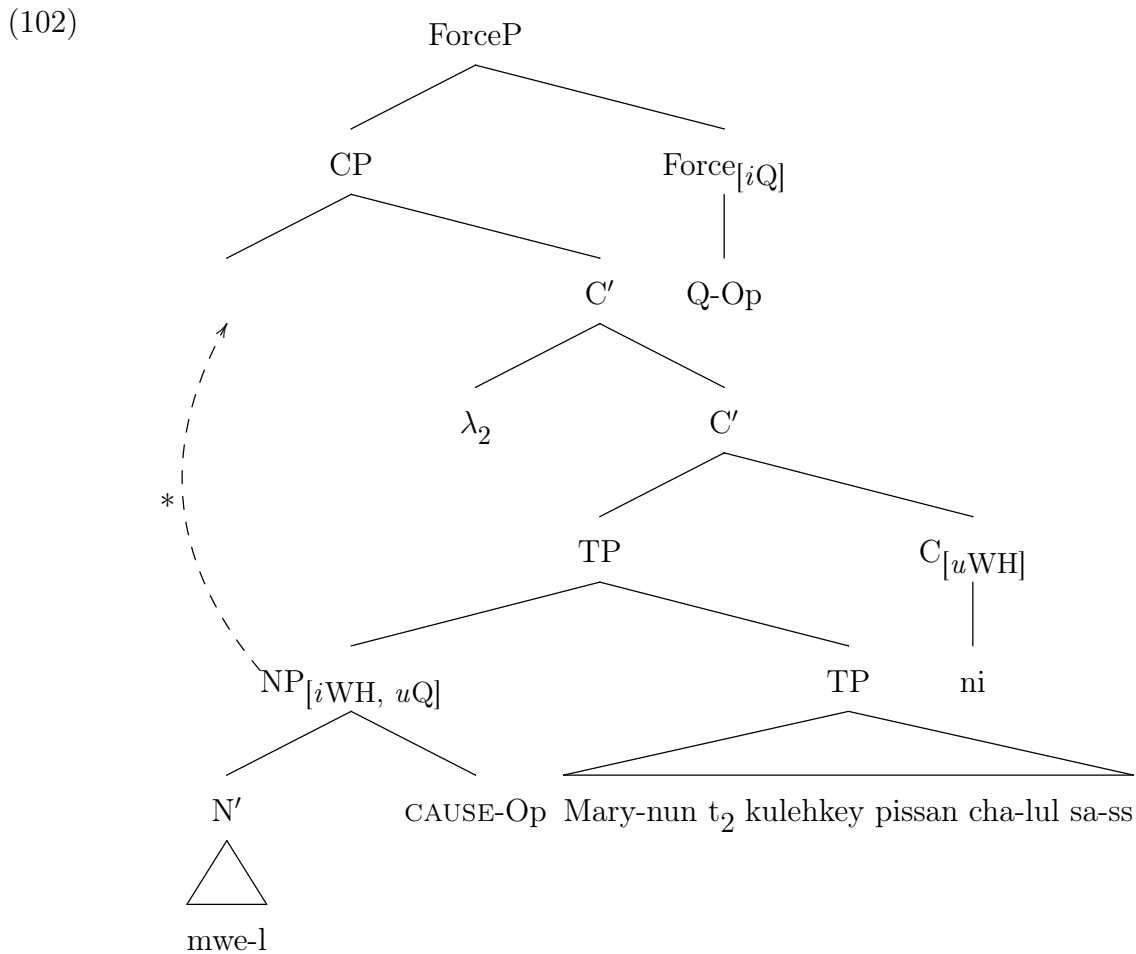 (102)
ForceP
CP Force[iQ]
C′ Q-Op
λ2 C′
*
TP C[uWH]
NP[iWH, uQ] TP ni
N′ CAUSE-Op Mary-nun t2 kulehkey pissan cha-lul sa-ss
mwe-l